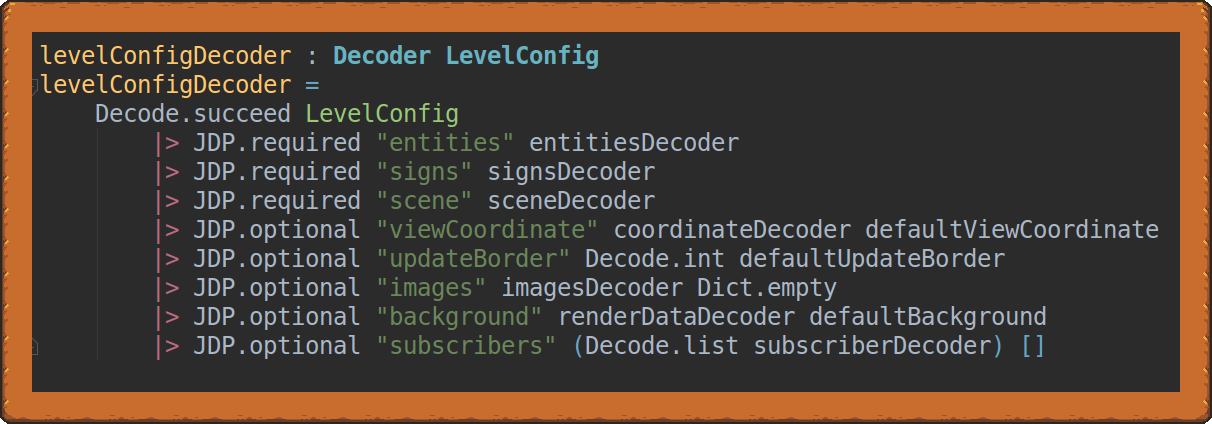 levelConfigDecoder : Decoder LevelConfig
levelConfigDecoder =
    Decode.succeed LevelConfig
        |> JDP.required "entities" entitiesDecoder
        |> JDP.required "signs" signsDecoder
        |> JDP.required "scene" sceneDecoder
        |> JDP.optional "viewCoordinate" coordinateDecoder defaultViewCoordinate
        |> JDP.optional "updateBorder" Decode.int defaultUpdateBorder
        |> JDP.optional "images" imagesDecoder Dict.empty
        |> JDP.optional "background" renderDataDecoder defaultBackground
        |> JDP.optional "subscribers" (Decode.list subscriberDecoder) []